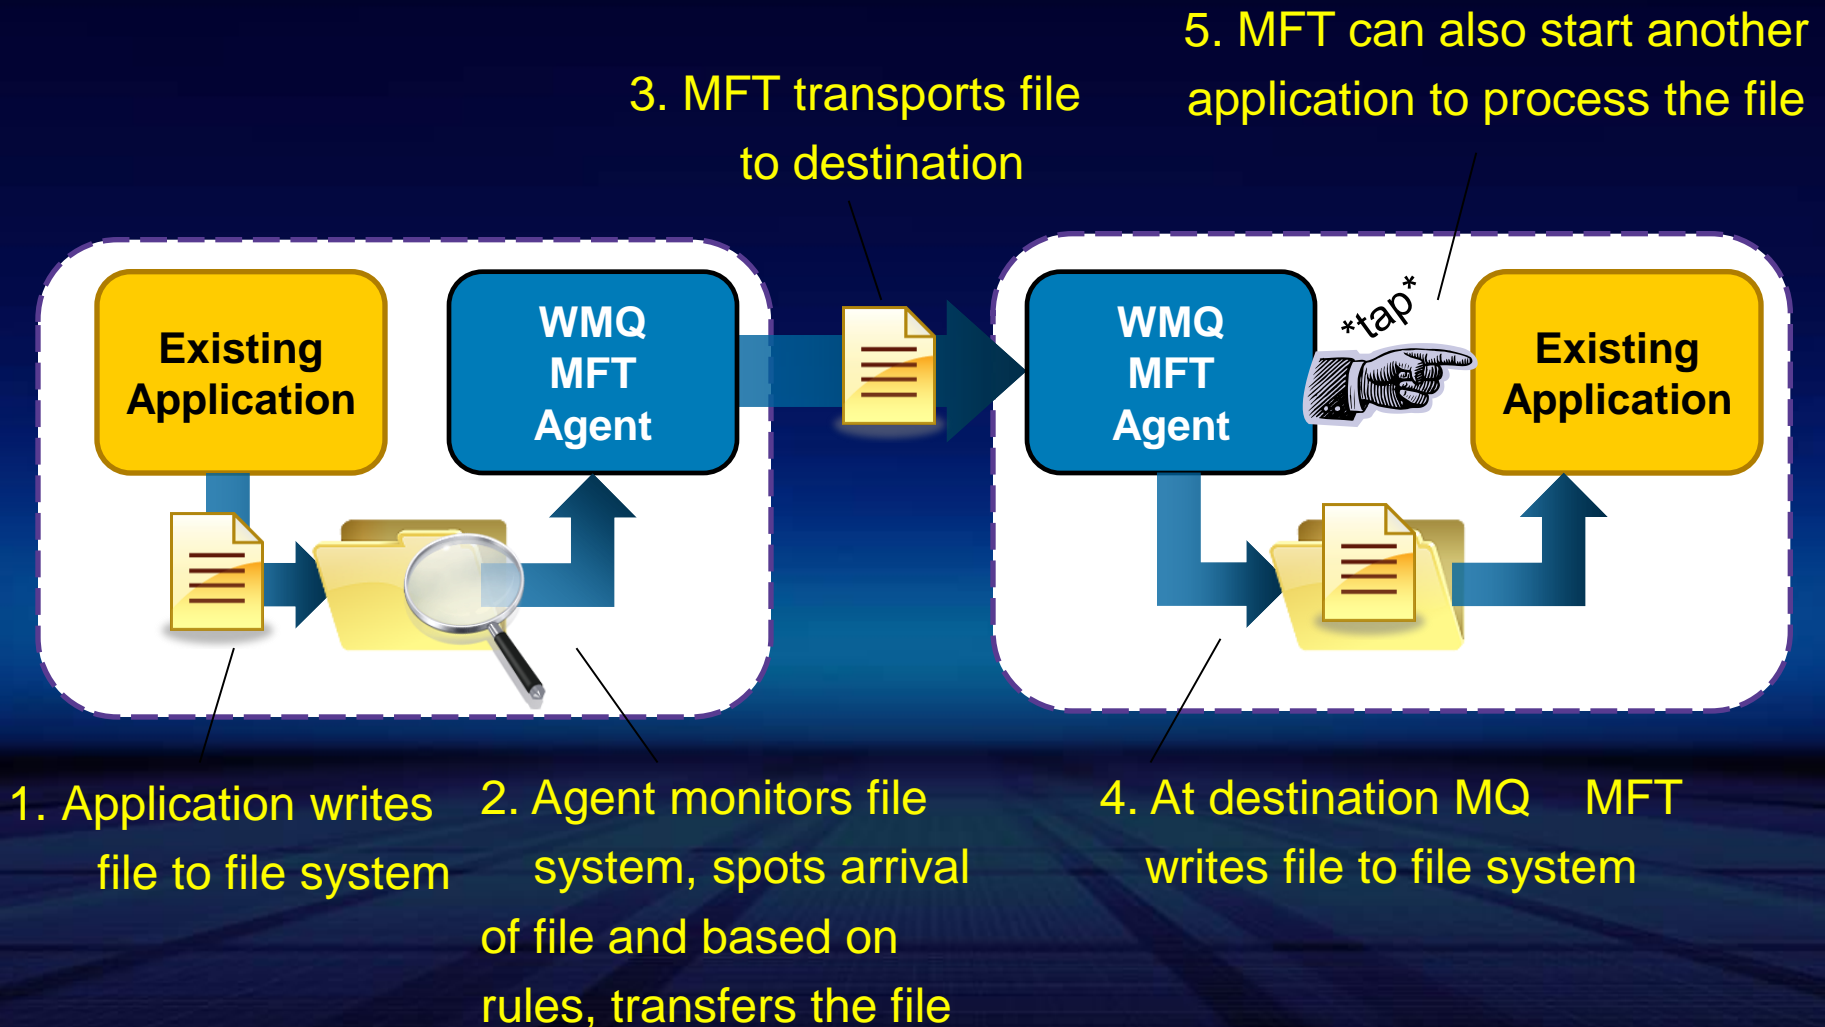 5. MFT can also start another
application to process the file
3. MFT transports file
to destination
Existing
Application
WMQ
MFT
Agent
WMQ
MFT
Agent
*tap*
Existing
Application
1. Application writes
file to file system
2. Agent monitors file
system, spots arrival
of file and based on
rules, transfers the file
4. At destination MQ MFT
writes file to file system